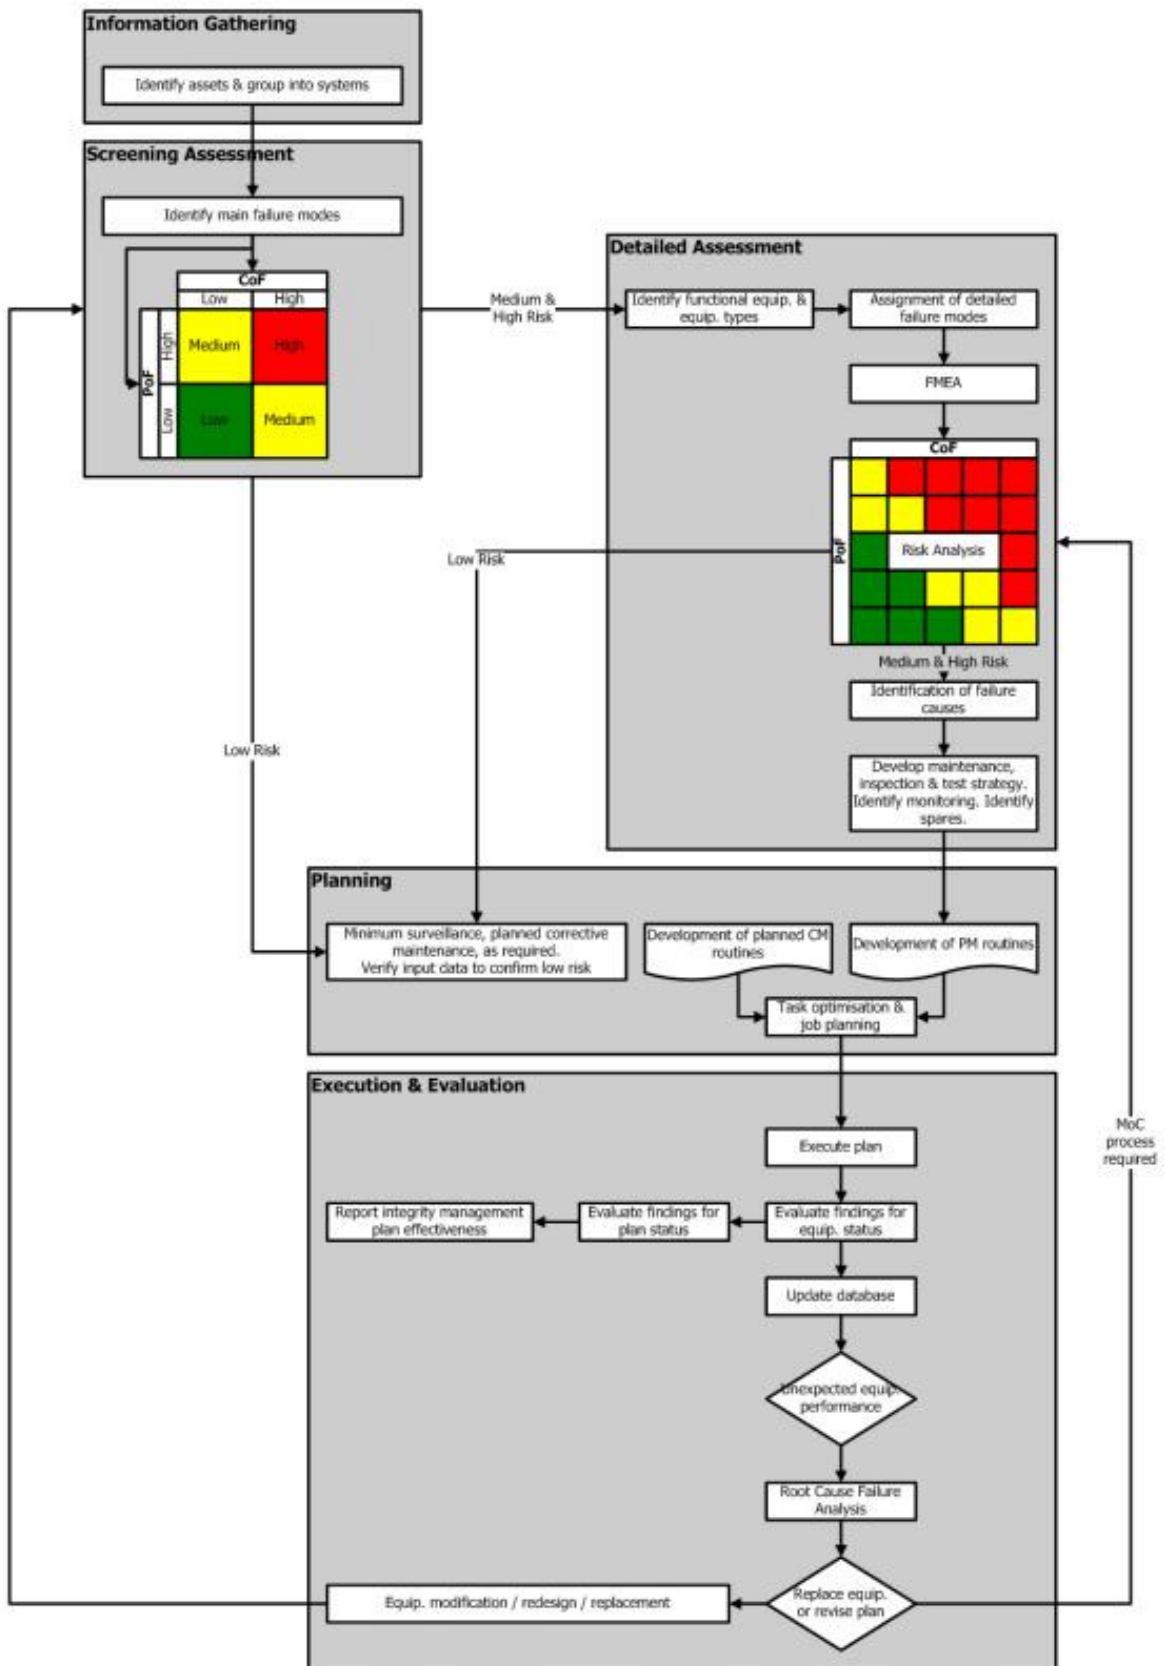 Information Gathering
Identify assets & group into systems
Screening Assessment
Identify main failure modes
CoF
Low
High
PoF
High
Low
Medium
High
Low
Medium
Medium &
High Risk
Detailed Assessment
Identify functional equip. &
equip. types
Assignment of detailed
failure modes
FMEA
CoF
PoF
Risk Analysis
Low Risk
Medium & High Risk
Identification of failure
causes
Develop maintenance,
inspection & test strategy.
Identify monitoring. Identify
spares.
Low Risk
Planning
Minimum surveillance, planned corrective
maintenance, as required.
Verify input data to confirm low risk
Development of planned CM
routines
Development of PM routines
Task optimisation &
job planning
Execution & Evaluation
Execute plan
Report integrity management
plan effectiveness
Evaluate findings for
plan status
Evaluate findings for
equip. status
Update database
Unexpected equip.
performance
Root Cause Failure
Analysis
Replace equip.
or revise plan
Equip. modification / redesign / replacement
MoC
process
required